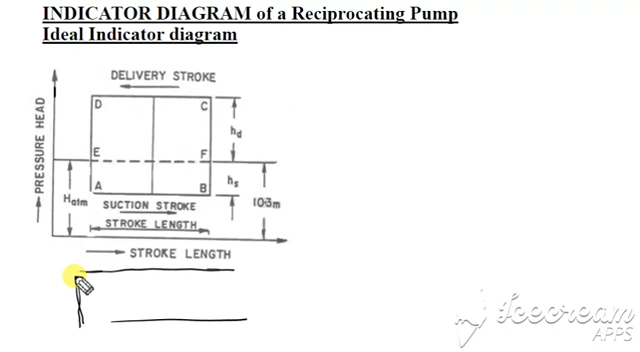 INDICATOR DIAGRAM of a Reciprocating Pump
Ideal Indicator diagram
DELIVERY STROKE
D C
hd
PRESSURE HEAD
E F
A B
hs
Hatm
SUCTION STROKE
10·3m
STROKE LENGTH
STROKE LENGTH
Icecream
APPS